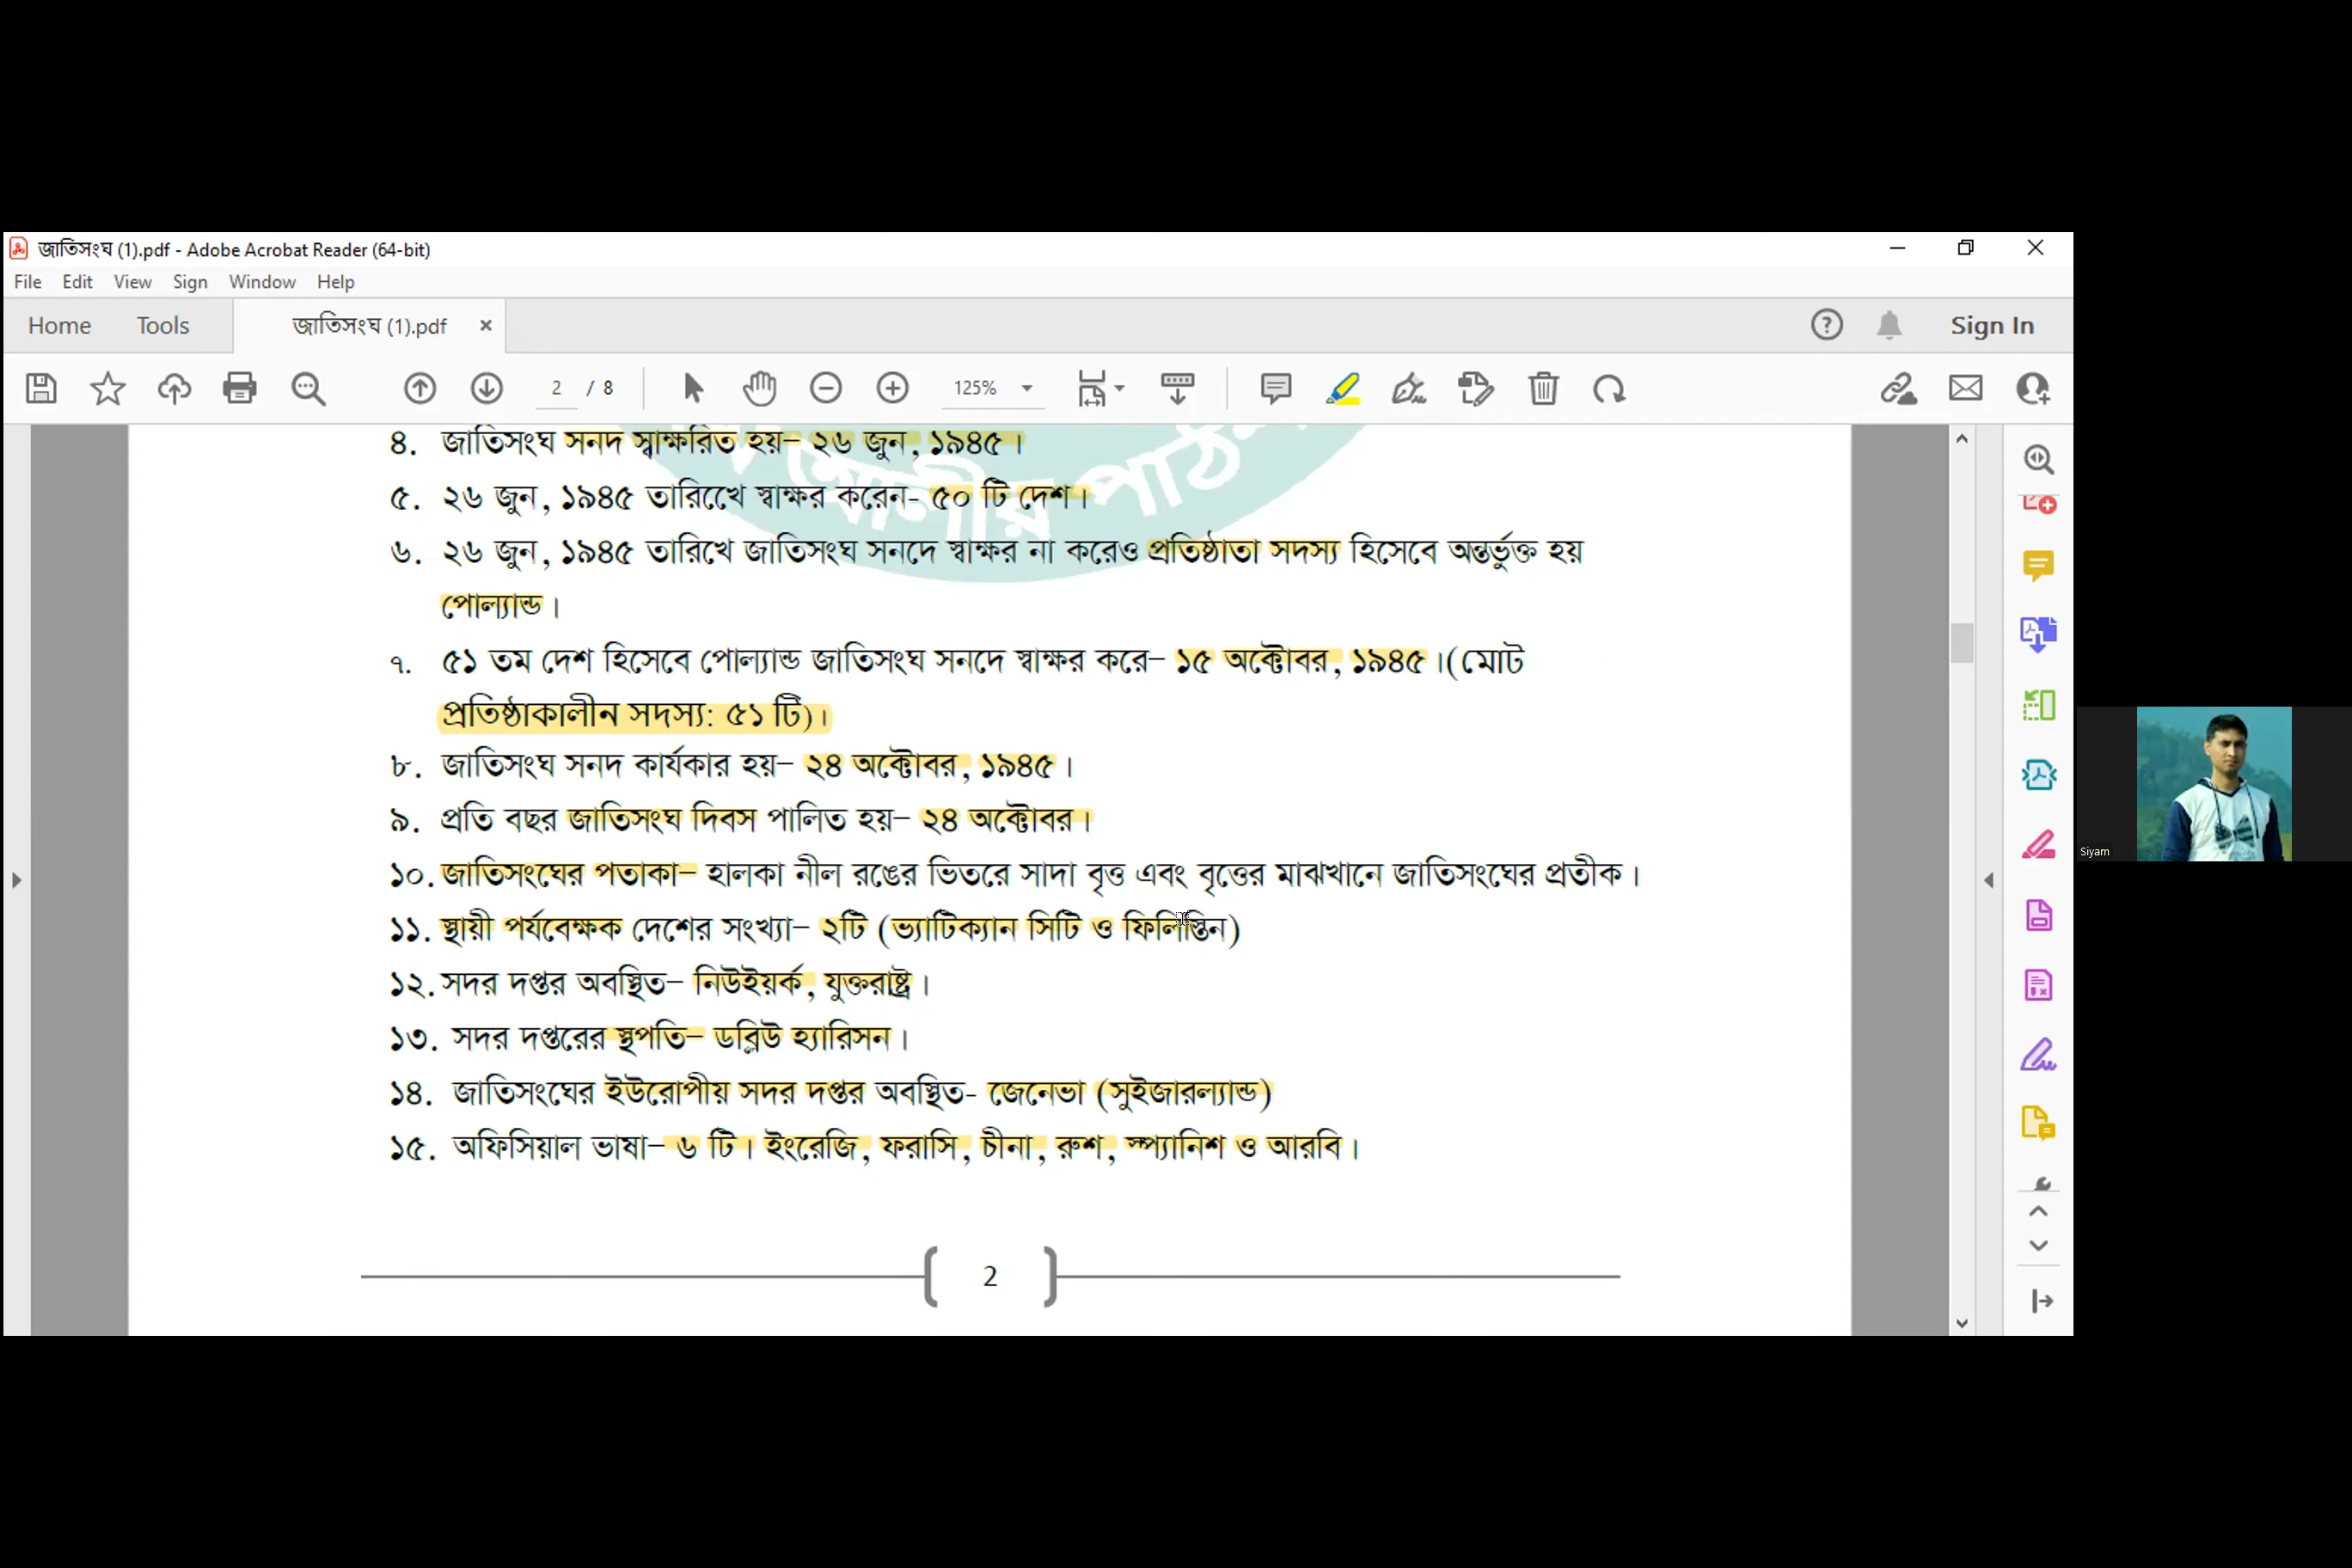 জাতিসংঘ (1).pdf - Adobe Acrobat Reader (64-bit)
File Edit View Sign Window Help
Home Tools জাতিসংঘ (1).pdf × Sign In
2 / 8 125%
৪. জাতিসংঘ সনদ স্বাক্ষরিত হয়– ২৬ জুন, ১৯৪৫।
৫. ২৬ জুন, ১৯৪৫ তারিখে স্বাক্ষর করেন- ৫০ টি দেশ।
৬. ২৬ জুন, ১৯৪৫ তারিখে জাতিসংঘ সনদে স্বাক্ষর না করেও প্রতিষ্ঠাতা সদস্য হিসেবে অন্তর্ভুক্ত হয়
পোল্যান্ড।
৭. ৫১ তম দেশ হিসেবে পোল্যান্ড জাতিসংঘ সনদে স্বাক্ষর করে– ১৫ অক্টোবর, ১৯৪৫।(মোট
প্রতিষ্ঠাকালীন সদস্য: ৫১ টি)।
৮. জাতিসংঘ সনদ কার্যকার হয়– ২৪ অক্টোবর, ১৯৪৫।
৯. প্রতি বছর জাতিসংঘ দিবস পালিত হয়– ২৪ অক্টোবর।
১০. জাতিসংঘের পতাকা– হালকা নীল রঙের ভিতরে সাদা বৃত্ত এবং বৃত্তের মাঝখানে জাতিসংঘের প্রতীক।
১১. স্থায়ী পর্যবেক্ষক দেশের সংখ্যা– ২টি (ভ্যাটিক্যান সিটি ও ফিলিস্তিন)
১২. সদর দপ্তর অবস্থিত– নিউইয়র্ক, যুক্তরাষ্ট্র।
১৩. সদর দপ্তরের স্থপতি– ডব্লিউ হ্যারিসন।
১৪. জাতিসংঘের ইউরোপীয় সদর দপ্তর অবস্থিত- জেনেভা (সুইজারল্যান্ড)
১৫. অফিসিয়াল ভাষা– ৬ টি। ইংরেজি, ফরাসি, চীনা, রুশ, স্প্যানিশ ও আরবি।
2
Siyam